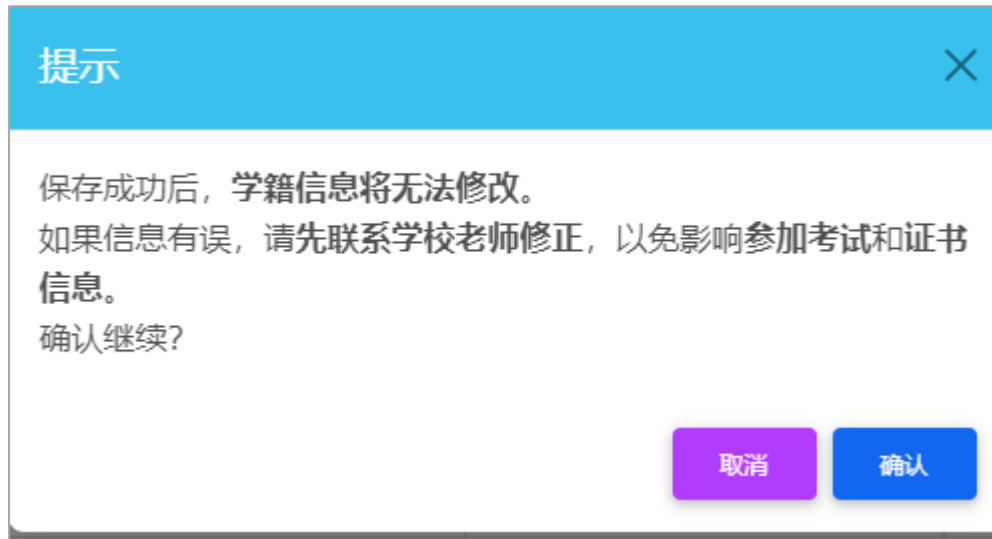 提示
保存成功后，学籍信息将无法修改。
如果信息有误，请先联系学校老师修正，以免影响参加考试和证书
信息。
确认继续?
取消
确认